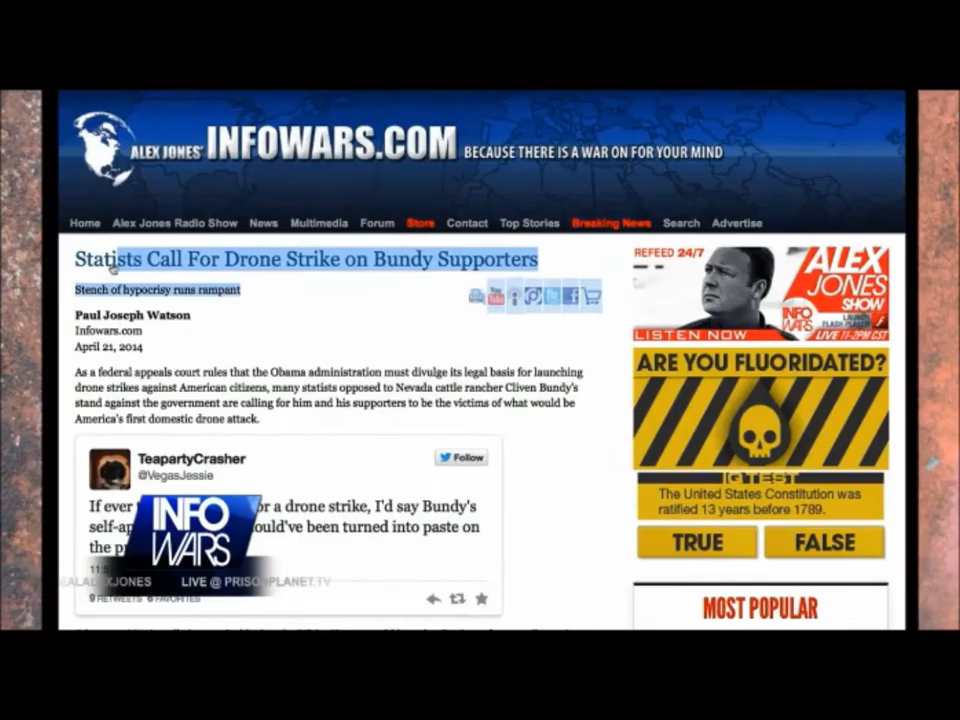 ALEX JONES' INFOWARS.COM BECAUSE THERE IS A WAR ON FOR YOUR MIND
Home Alex Jones Radio Show News Multimedia Forum Store Contact Top Stories Breaking News Search Advertise
Statists Call For Drone Strike on Bundy Supporters
Stench of hypocrisy runs rampant
Paul Joseph Watson
Infowars.com
April 21, 2014
As a federal appeals court rules that the Obama administration must divulge its legal basis for launching
drone strikes against American citizens, many statists opposed to Nevada cattle rancher Cliven Bundy's
stand against the government are calling for him and his supporters to be the victims of what would be
America's first domestic drone attack.
TeapartyCrasher
@VegasJessie
Follow
If ever or a drone strike, I'd say Bundy's
been turned into paste on
the
9 RETWEETS 6 FAVORITES
INFO
WARS
LIVE @ PRISONPLANET.TV
REFEED 24/7
ALEX
JONES
SHOW
INFO
WARS
LAUNCH
FLASH PLAYER
LISTEN NOW
LIVE 11-2PM CST
ARE YOU FLUORIDATED?
IQ TEST
The United States Constitution was
ratified 13 years before 1789.
TRUE FALSE
MOST POPULAR